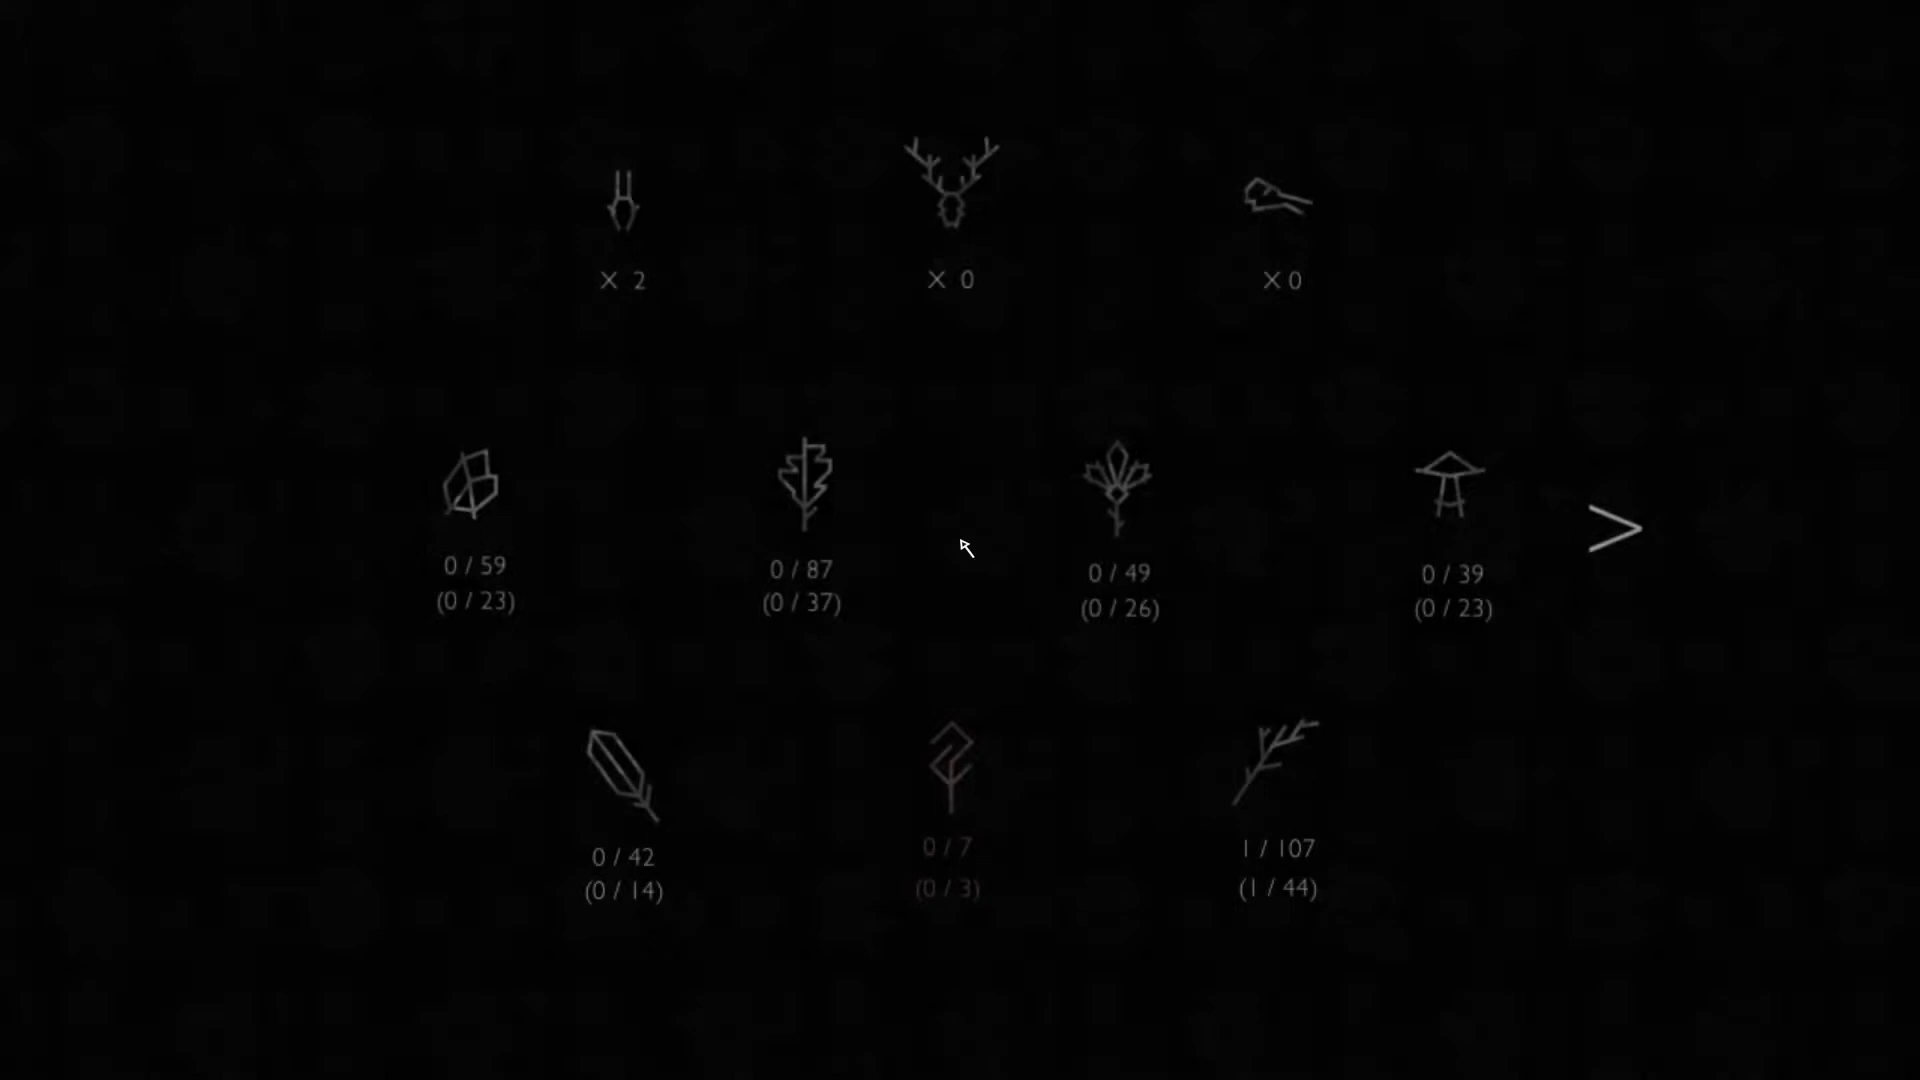 X 2
X 0
X 0
0 / 59
(0 / 23)
0 / 87
(0 / 37)
0 / 49
(0 / 26)
0 / 39
(0 / 23)
>
0 / 42
(0 / 14)
0 / 7
(0 / 3)
1 / 107
(1 / 44)